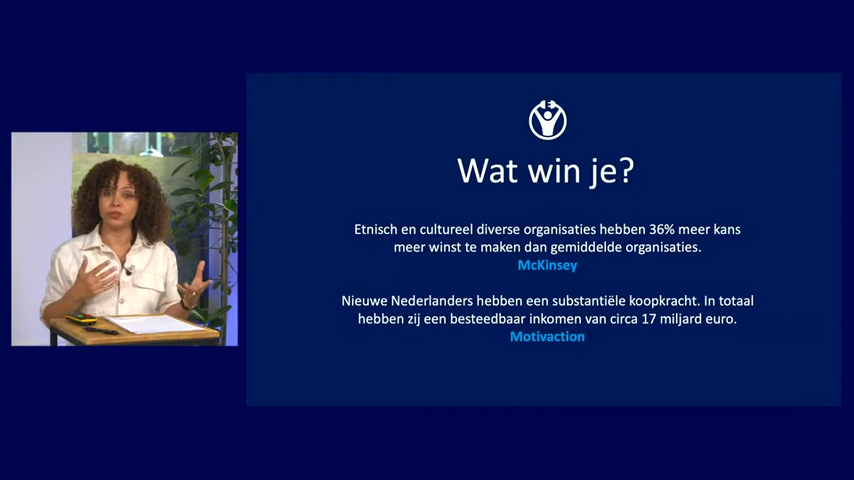 Wat win je?
Etnisch en cultureel diverse organisaties hebben 36% meer kans
meer winst te maken dan gemiddelde organisaties.
McKinsey
Nieuwe Nederlanders hebben een substantiële koopkracht. In totaal
hebben zij een besteedbaar inkomen van circa 17 miljard euro.
Motivaction